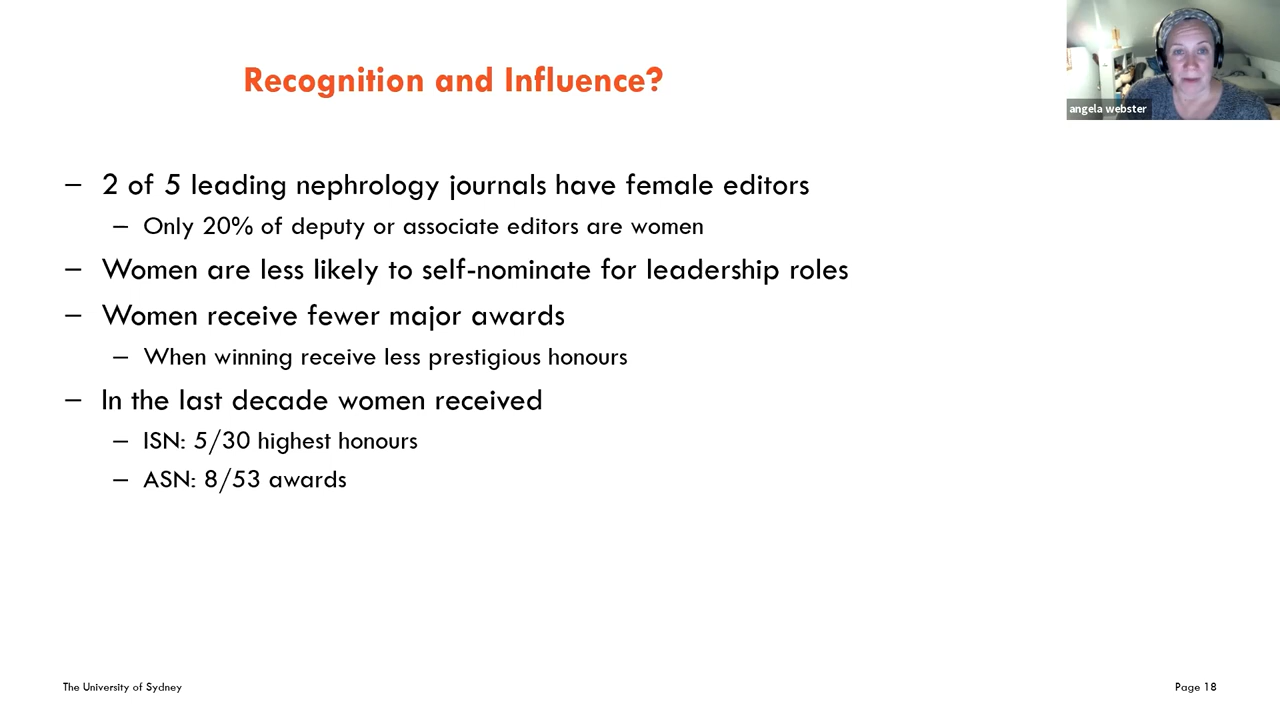 Recognition and Influence?
angela webster
– 2 of 5 leading nephrology journals have female editors
– Only 20% of deputy or associate editors are women
– Women are less likely to self-nominate for leadership roles
– Women receive fewer major awards
– When winning receive less prestigious honours
– In the last decade women received
– ISN: 5/30 highest honours
– ASN: 8/53 awards
The University of Sydney
Page 18